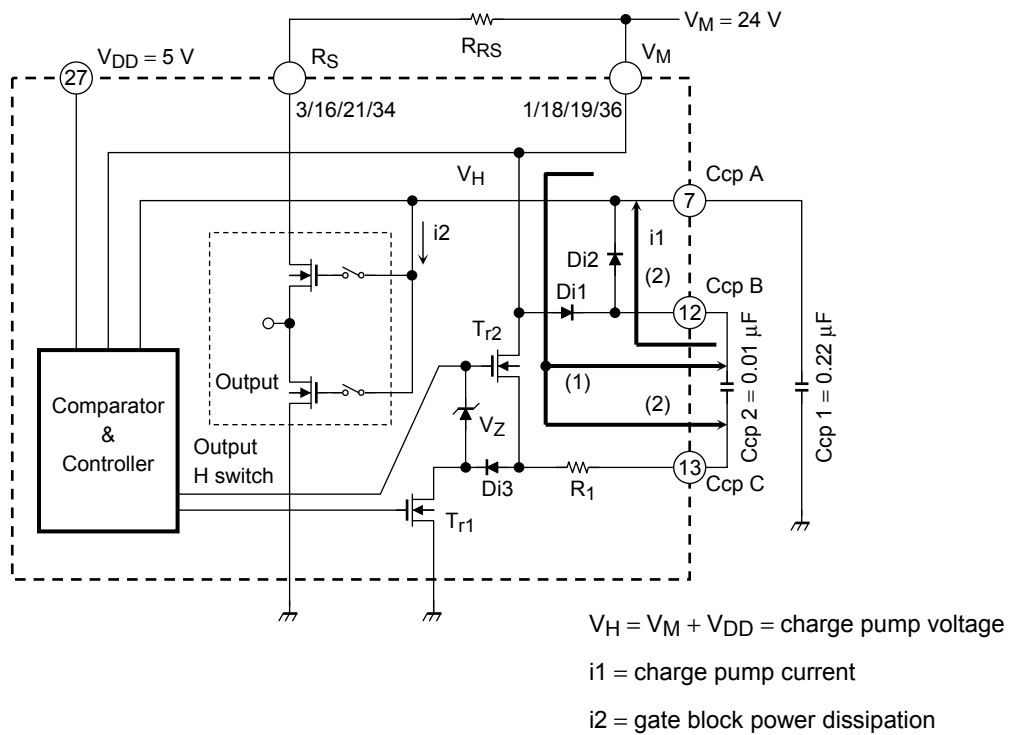 V_M = 24 V
R_RS
V_DD = 5 V
R_S
V_M
27
3/16/21/34
1/18/19/36
V_H
Ccp A
7
i2
i1
Di2
(2)
Ccp B
Di1
12
T_r2
Output
(1)
(2)
Comparator
&
Controller
V_Z
Ccp 2 = 0.01 μF
Ccp 1 = 0.22 μF
Output
H switch
Di3
R_1
13
Ccp C
T_r1
V_H = V_M + V_DD = charge pump voltage
i1 = charge pump current
i2 = gate block power dissipation